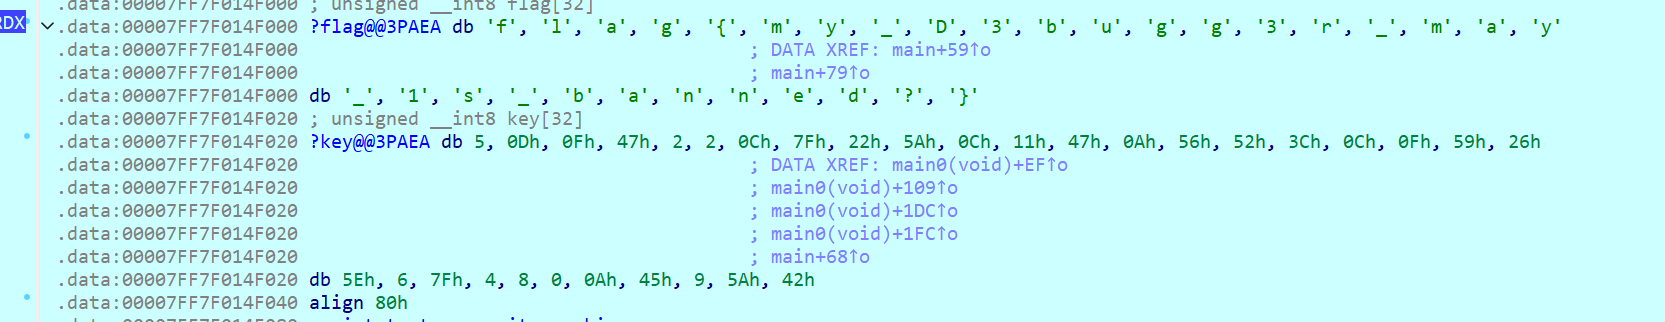 .data:00007FF7F014F000 ; unsigned __int8 flag[32]
RDX .data:00007FF7F014F000 ?flag@@3PAEA db 'f', 'l', 'a', 'g', '{', 'm', 'y', '_', 'D', '3', 'b', 'u', 'g', 'g', '3', 'r', '_', 'm', 'a', 'y'
.data:00007FF7F014F000 ; DATA XREF: main+59↑o
.data:00007FF7F014F000 ; main+79↑o
.data:00007FF7F014F000 db '_', '1', 's', '_', 'b', 'a', 'n', 'n', 'e', 'd', '?', '}'
.data:00007FF7F014F020 ; unsigned __int8 key[32]
.data:00007FF7F014F020 ?key@@3PAEA db 5, 0Dh, 0Fh, 47h, 2, 2, 0Ch, 7Fh, 22h, 5Ah, 0Ch, 11h, 47h, 0Ah, 56h, 52h, 3Ch, 0Ch, 0Fh, 59h, 26h
.data:00007FF7F014F020 ; DATA XREF: main0(void)+EF↑o
.data:00007FF7F014F020 ; main0(void)+109↑o
.data:00007FF7F014F020 ; main0(void)+1DC↑o
.data:00007FF7F014F020 ; main0(void)+1FC↑o
.data:00007FF7F014F020 ; main+68↑o
.data:00007FF7F014F020 db 5Eh, 6, 7Fh, 4, 8, 0, 0Ah, 45h, 9, 5Ah, 42h
.data:00007FF7F014F040 align 80h